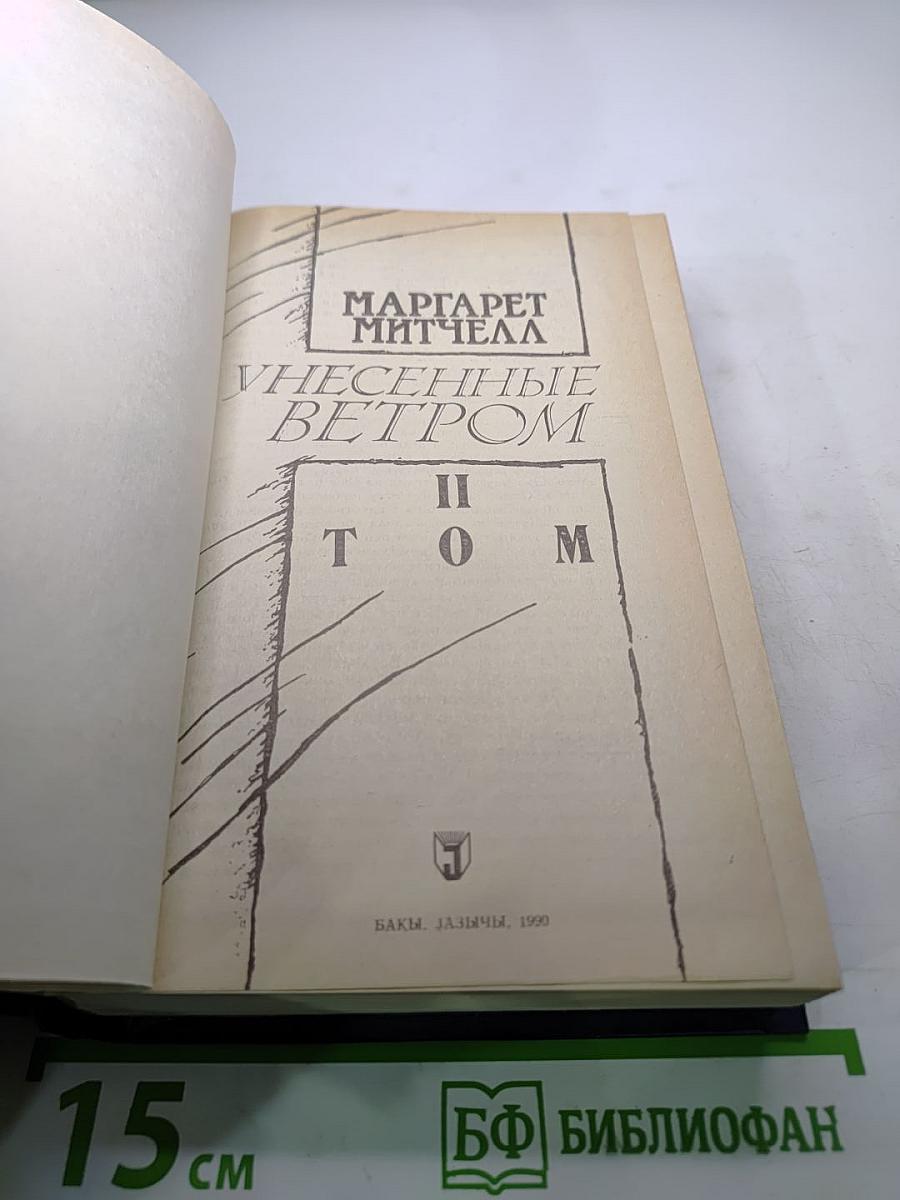 МАРГАРЕТ
МИТЧЕЛЛ
УНЕСЕННЫЕ
ВЕТРОМ
II
ТОМ
Ј
БАКЫ. ЈАЗЫЧЫ, 1990
15 см
БФ БИБЛИОФАН